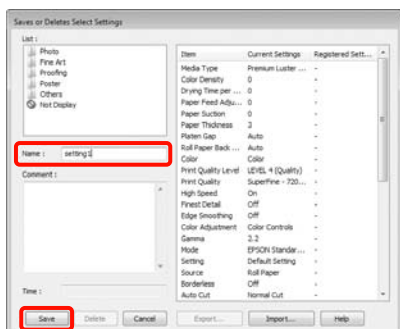 Saves or Deletes Select Settings
List :
Photo
Fine Art
Proofing
Poster
Others
Not Display
Name : setting1
Comment :
Time :
Item Current Settings Registered Sett...
Media Type Premium Luster ... -
Color Density 0 -
Drying Time per ... 0 -
Paper Feed Adju... 0 -
Paper Suction 0 -
Paper Thickness 3 -
Platen Gap Auto -
Roll Paper Back ... Auto -
Color Color -
Print Quality Level LEVEL 4 (Quality) -
Print Quality SuperFine - 720... -
High Speed On -
Finest Detail Off -
Edge Smoothing Off -
Color Adjustment Color Controls -
Gamma 2.2 -
Mode EPSON Standar... -
Setting Default Setting -
Source Roll Paper -
Borderless Off -
Auto Cut Normal Cut -
Save Delete Cancel Export... Import... Help